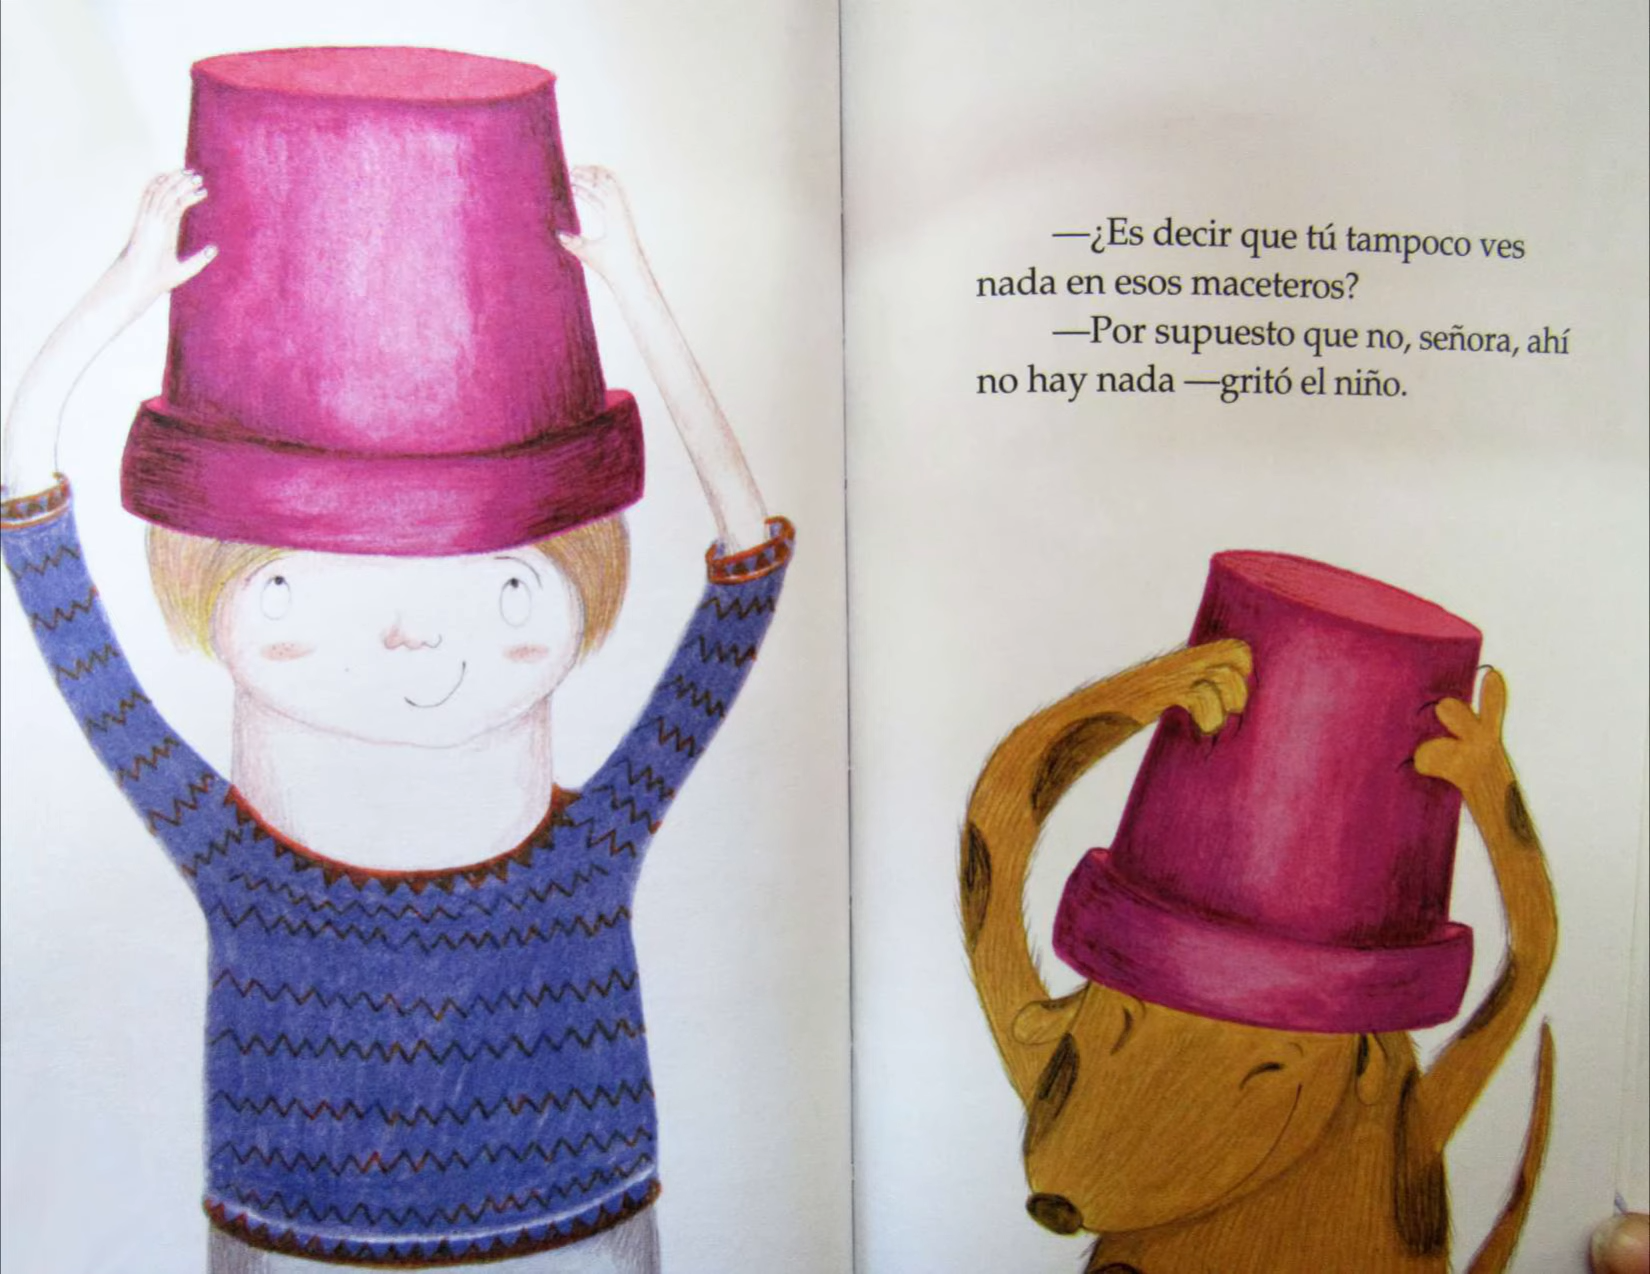 —¿Es decir que tú tampoco ves
nada en esos maceteros?
—Por supuesto que no, señora, ahí
no hay nada —gritó el niño.